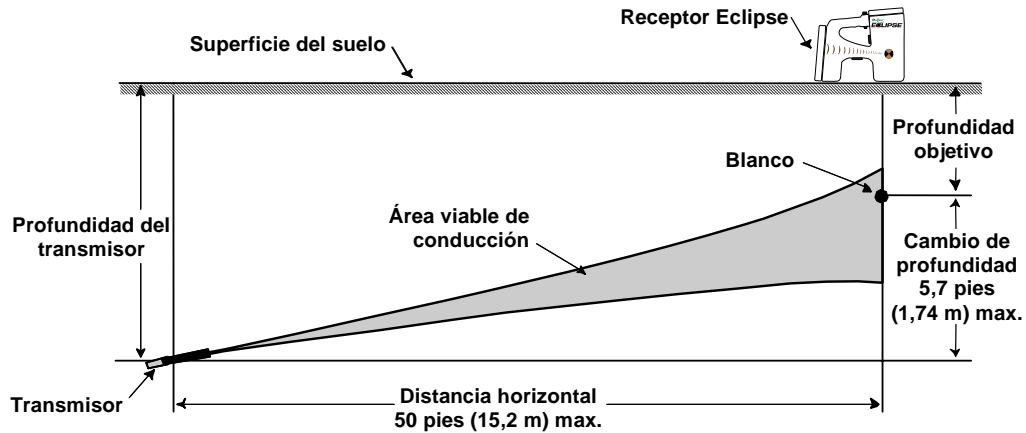 Receptor Eclipse
ECLIPSE
Superficie del suelo
Profundidad
objetivo
Blanco
Profundidad del
transmisor
Área viable de
conducción
Cambio de
profundidad
5,7 pies
(1,74 m) max.
Transmisor
Distancia horizontal
50 pies (15,2 m) max.